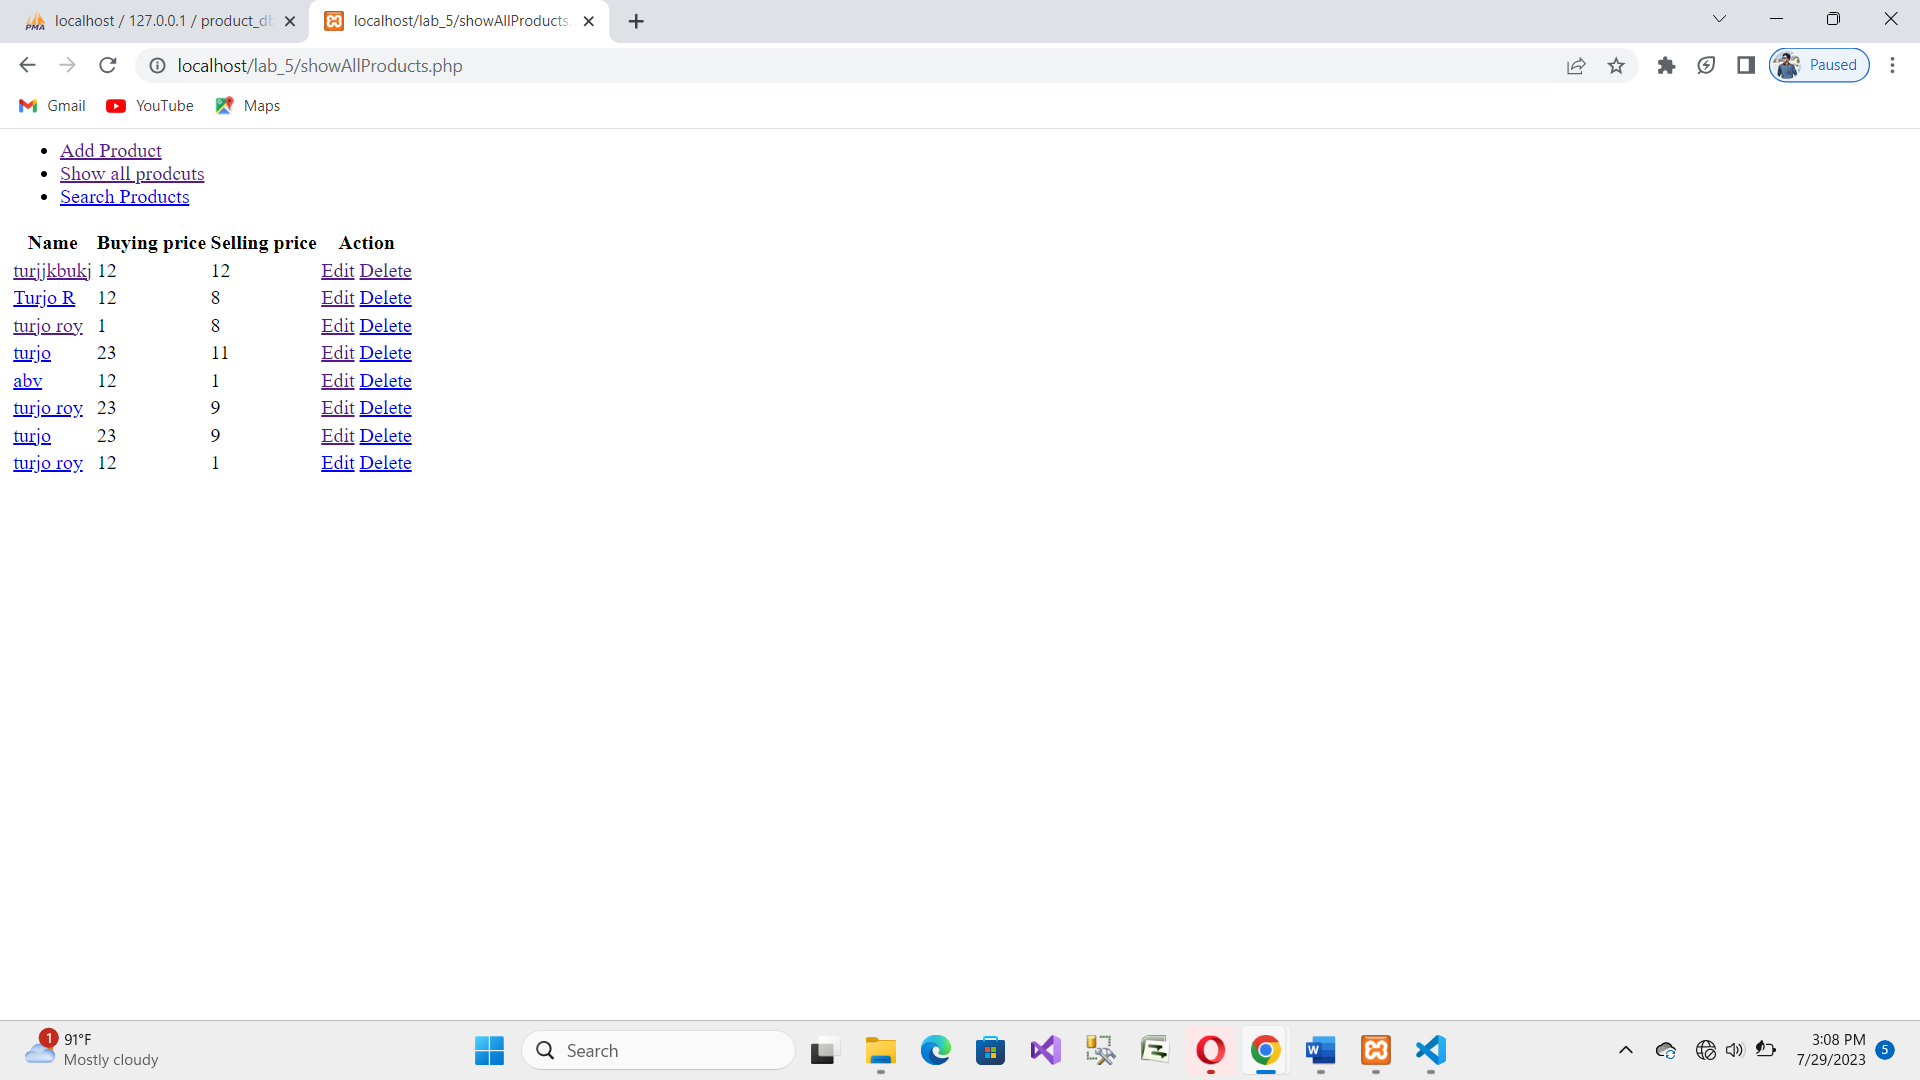 localhost / 127.0.0.1 / product_db
localhost/lab_5/showAllProducts.
localhost/lab_5/showAllProducts.php
Paused
Gmail
YouTube
Maps
Add Product
Show all prodcuts
Search Products
Name Buying price Selling price Action
turjjkbukj 12 12 Edit Delete
Turjo R 12 8 Edit Delete
turjo roy 1 8 Edit Delete
turjo 23 11 Edit Delete
abv 12 1 Edit Delete
turjo roy 23 9 Edit Delete
turjo 23 9 Edit Delete
turjo roy 12 1 Edit Delete
1
91°F
Mostly cloudy
Search
3:08 PM
7/29/2023
5